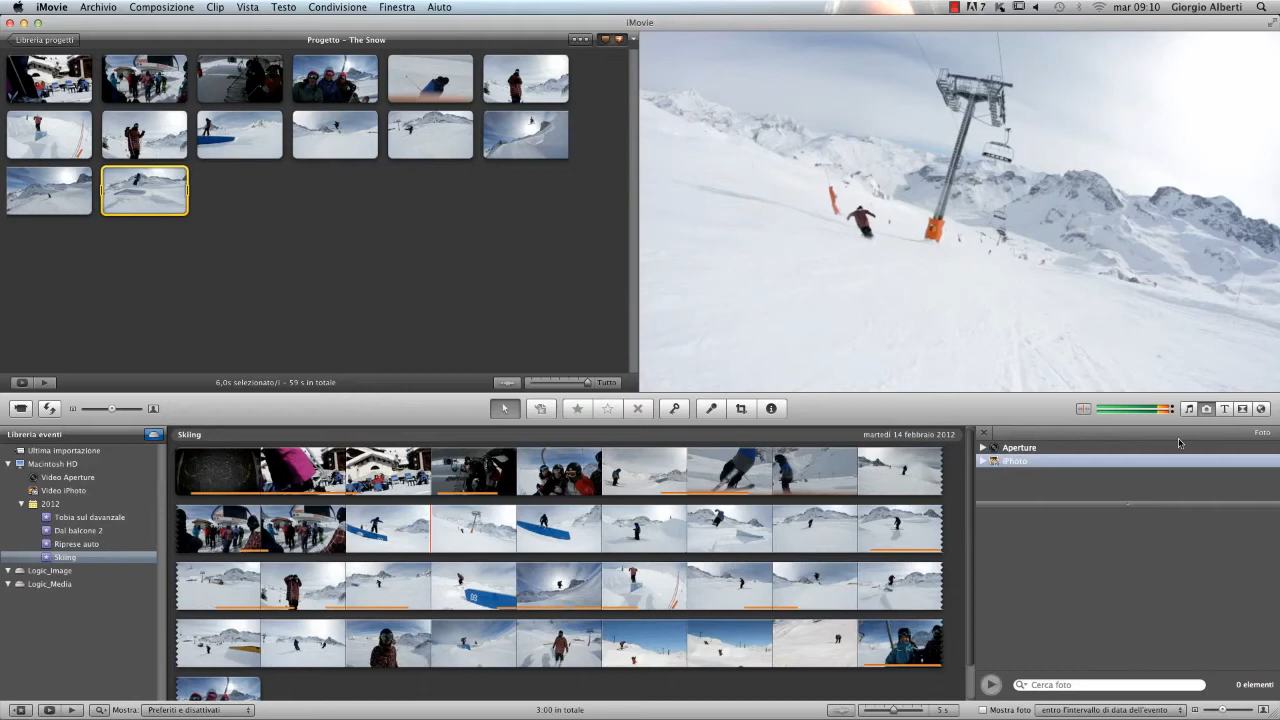 iMovie Archivio Composizione Clip Vista Testo Condivisione Finestra Aiuto
7 mar 09:10 Giorgio Alberti
iMovie
Libreria progetti
Progetto - The Snow
6,0s selezionato/i - 59 s in totale
Tutto
Libreria eventi
Skiing
martedì 14 febbraio 2012
Foto
Ultima importazione
Macintosh HD
Video Aperture
Video iPhoto
2012
Tobia sul davanzale
Dal balcone 2
Riprese auto
Skiing
Logic_Image
Logic_Media
Aperture
iPhoto
Cerca foto
0 elementi
Mostra:
Preferiti e disattivati
3:00 in totale
5 s
Mostra foto
entro l'intervallo di data dell'evento